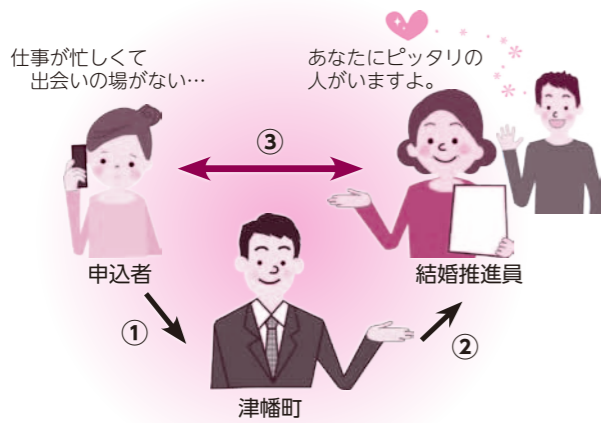 仕事が忙しくて
出会いの場がない…
あなたにピッタリの
人がいますよ。
③
申込者
結婚推進員
①
②
津幡町